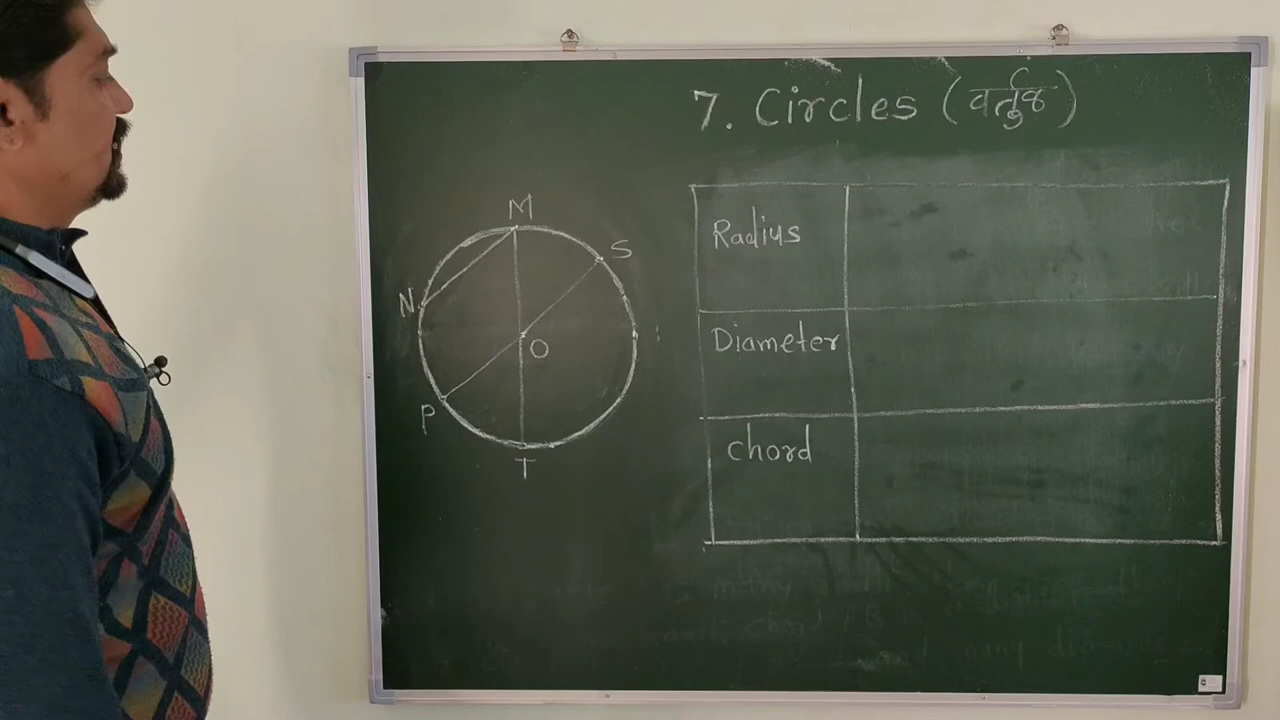 7. Circles (वर्तुळ)
M
S
N
O
P
T
Radius
Diameter
chord